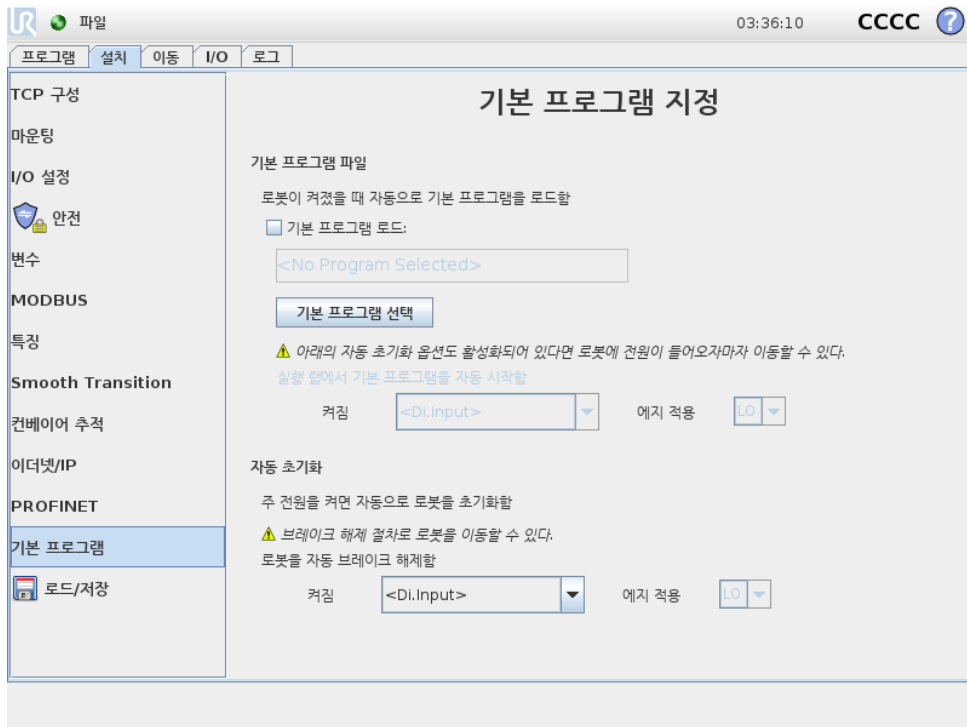 UR 파일 03:36:10 CCCC ?
프로그램 설치 이동 I/O 로그
TCP 구성
마운팅
I/O 설정
안전
변수
MODBUS
특징
Smooth Transition
컨베이어 추적
이더넷/IP
PROFINET
기본 프로그램
로드/저장
기본 프로그램 지정
기본 프로그램 파일
로봇이 켜졌을 때 자동으로 기본 프로그램을 로드함
기본 프로그램 로드:
<No Program Selected>
기본 프로그램 선택
아래의 자동 초기화 옵션도 활성화되어 있다면 로봇에 전원이 들어오자마자 이동할 수 있다.
실행 탭에서 기본 프로그램을 자동 시작함
켜짐 <Di.Input> 에지 적용 LO
자동 초기화
주 전원을 켜면 자동으로 로봇을 초기화함
브레이크 해제 절차로 로봇을 이동할 수 있다.
로봇을 자동 브레이크 해제함
켜짐 <Di.Input> 에지 적용 LO